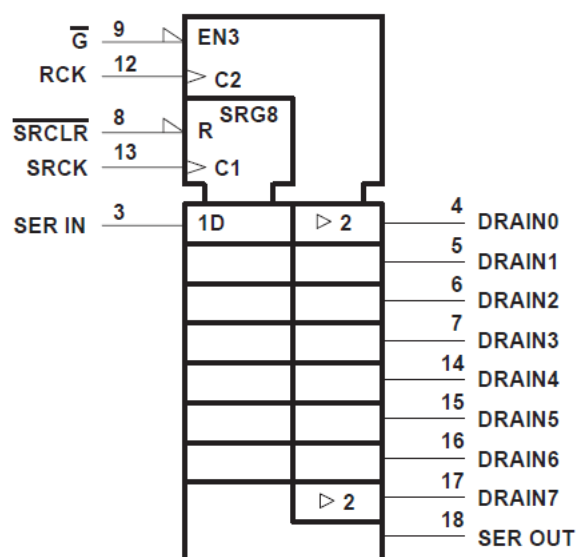 G̅ 9 EN3
RCK 12 C2
SRG8
S̅R̅C̅L̅R̅ 8 R
SRCK 13 C1
SER IN 3 1D 2 4 DRAIN0
5 DRAIN1
6 DRAIN2
7 DRAIN3
14 DRAIN4
15 DRAIN5
16 DRAIN6
2 17 DRAIN7
18 SER OUT